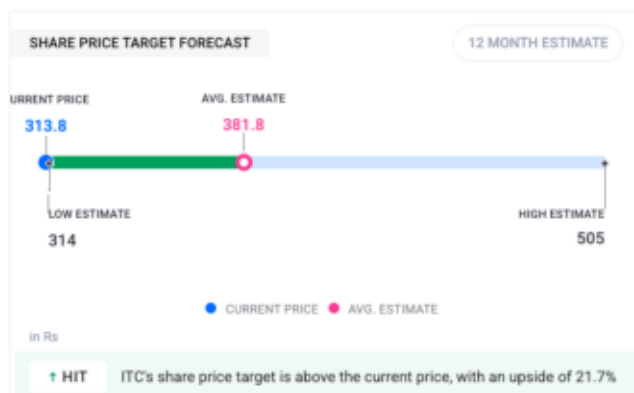 SHARE PRICE TARGET FORECAST
12 MONTH ESTIMATE
URRENT PRICE
AVG. ESTIMATE
313.8
381.8
LOW ESTIMATE
HIGH ESTIMATE
314
505
CURRENT PRICE AVG. ESTIMATE
in Rs
↑ HIT ITC's share price target is above the current price, with an upside of 21.7%